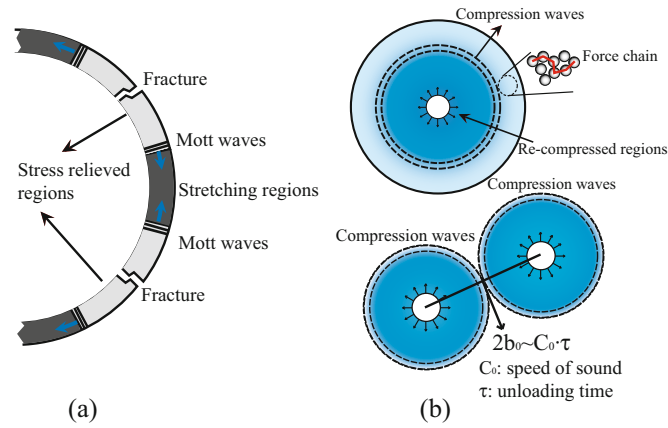 Fracture
Mott waves
Stress relieved
regions
Stretching regions
Mott waves
Fracture
(a)
Compression waves
Force chain
Re-compressed regions
Compression waves
Compression waves
2b₀~C₀·τ
C₀: speed of sound
τ: unloading time
(b)